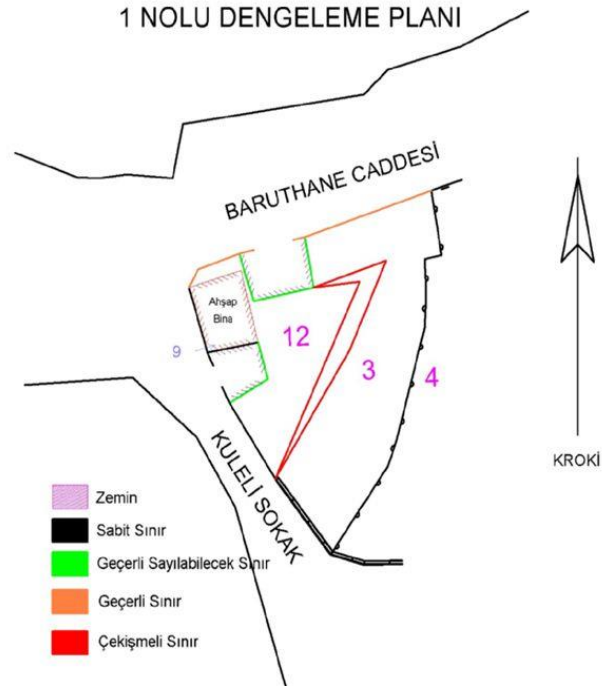 1 NOLU DENGELEME PLANI
BARUTHANE CADDESİ
Ahşap
Bina
9
12
3
4
KROKİ
KULELİ SOKAK
Zemin
Sabit Sınır
Geçerli Sayılabilecek Sınır
Geçerli Sınır
Çekişmeli Sınır